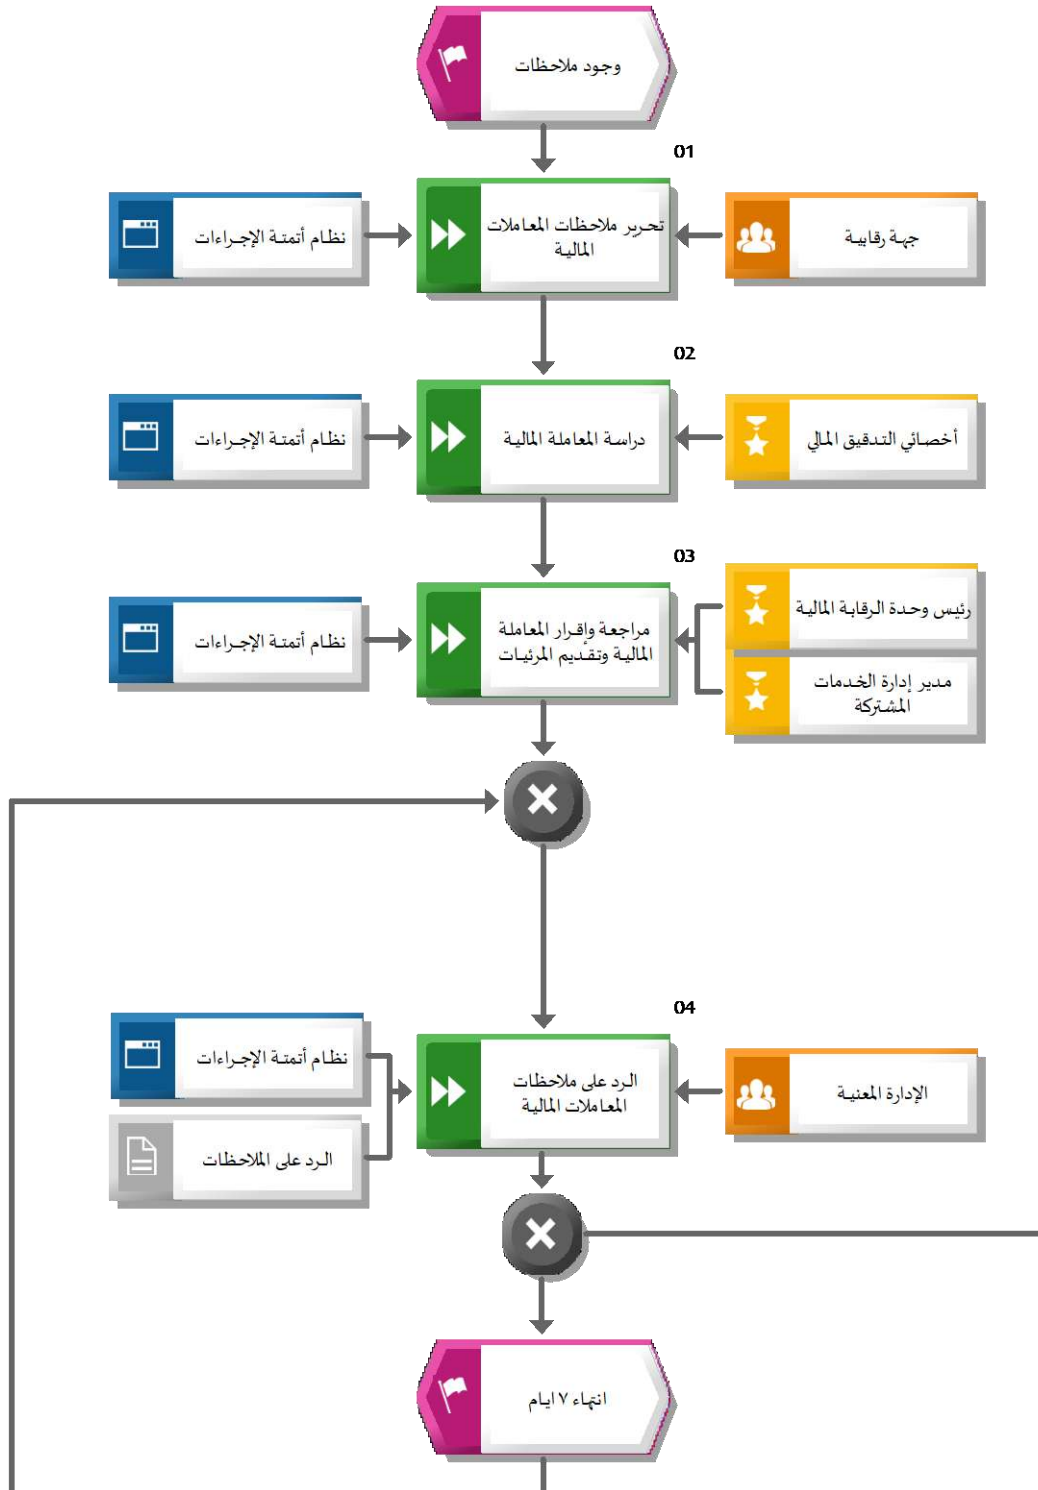 وجود ملاحظات
01
جهة رقابية
تحرير ملاحظات المعاملات
المالية
نظام أتمتة الإجراءات
02
أخصائي التدقيق المالي
دراسة المعاملة المالية
نظام أتمتة الإجراءات
03
رئيس وحدة الرقابة المالية
مدير إدارة الخدمات
المشتركة
مراجعة وإقرار المعاملة
المالية وتقديم المرئيات
نظام أتمتة الإجراءات
04
الإدارة المعنية
الرد على ملاحظات
المعاملات المالية
نظام أتمتة الإجراءات
الرد على الملاحظات
انتهاء ٧ ايام